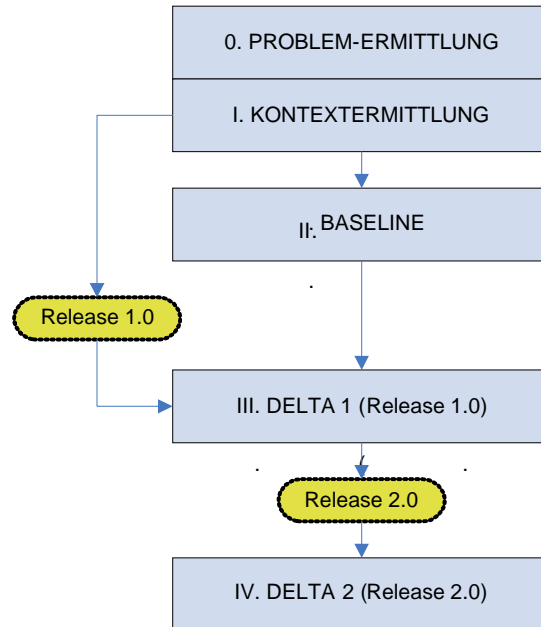 0. PROBLEM-ERMITTLUNG
I. KONTEXTERMITTLUNG
II. BASELINE
Release 1.0
III. DELTA 1 (Release 1.0)
Release 2.0
IV. DELTA 2 (Release 2.0)